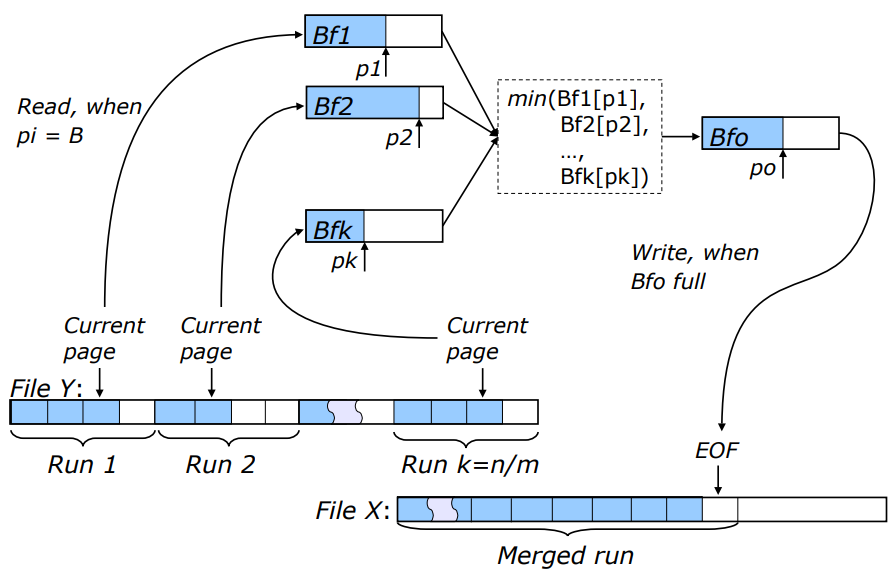 Bf1
p1
Read, when
pi = B
Bf2
p2
min(Bf1[p1],
Bf2[p2],
...,
Bfk[pk])
Bfo
po
Bfk
pk
Write, when
Bfo full
Current
page
Current
page
Current
page
File Y:
Run 1
Run 2
Run k=n/m
EOF
File X:
Merged run